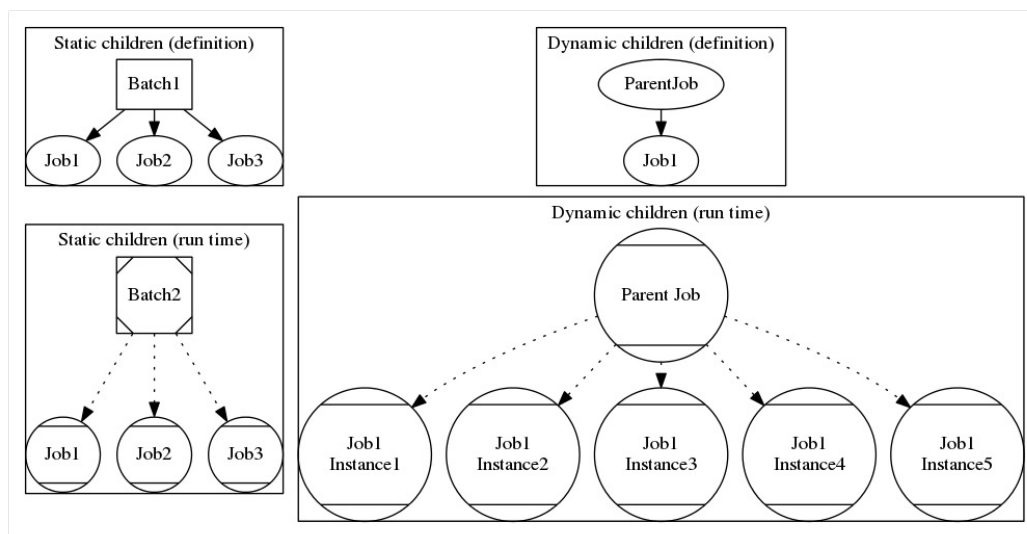 Static children (definition)
Batch1
Job1
Job2
Job3
Dynamic children (definition)
ParentJob
Job1
Static children (run time)
Batch2
Job1
Job2
Job3
Dynamic children (run time)
Parent Job
Job1
Instance1
Job1
Instance2
Job1
Instance3
Job1
Instance4
Job1
Instance5